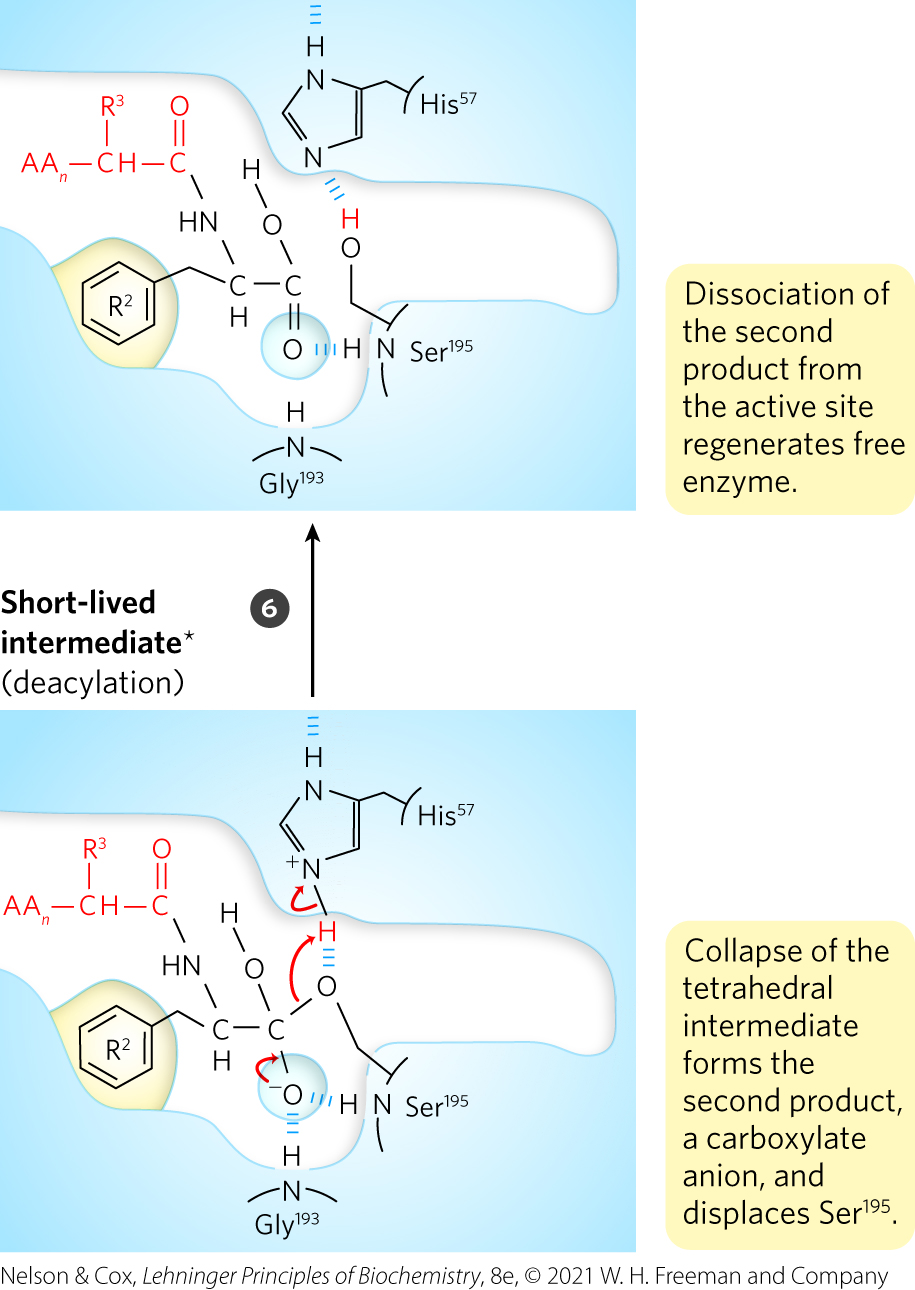 H
N
His⁵⁷
N
R³ O
AAₙ—CH—C
H
H
HN
O
O
R²
C—C
H
O
H N Ser¹⁹⁵
H
N
Gly¹⁹³
Dissociation of
the second
product from
the active site
regenerates free
enzyme.
Short-lived
intermediate*
(deacylation)
6
H
N
His⁵⁷
+N
R³ O
AAₙ—CH—C
H
H
HN
O
O
R²
C—C
H
−O
H N Ser¹⁹⁵
H
N
Gly¹⁹³
Collapse of the
tetrahedral
intermediate
forms the
second product,
a carboxylate
anion, and
displaces Ser¹⁹⁵.
Nelson & Cox, Lehninger Principles of Biochemistry, 8e, © 2021 W. H. Freeman and Company